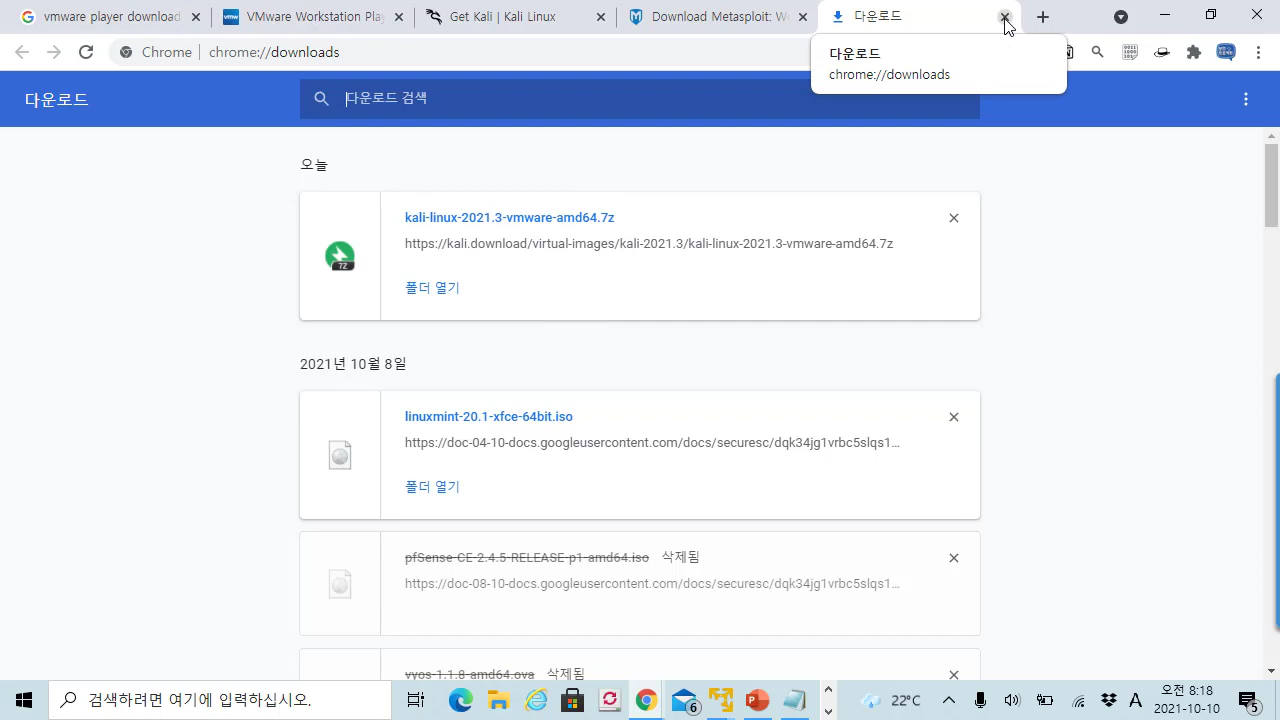 vmware player download
VMware Workstation Pla
Get Kali | Kali Linux
Download Metasploit: W
다운로드
Chrome | chrome://downloads
다운로드
chrome://downloads
다운로드
다운로드 검색
오늘
kali-linux-2021.3-vmware-amd64.7z
https://kali.download/virtual-images/kali-2021.3/kali-linux-2021.3-vmware-amd64.7z
7Z
폴더 열기
2021년 10월 8일
linuxmint-20.1-xfce-64bit.iso
https://doc-04-10-docs.googleusercontent.com/docs/securesc/dqk34jg1vrbc5slqs1...
폴더 열기
pfSense-CE-2.4.5-RELEASE-p1-amd64.iso 삭제됨
https://doc-08-10-docs.googleusercontent.com/docs/securesc/dqk34jg1vrbc5slqs1...
vyos-1.1.8-amd64.ova 삭제됨
검색하려면 여기에 입력하십시오.
6
22°C
A
오전 8:18
2021-10-10
5